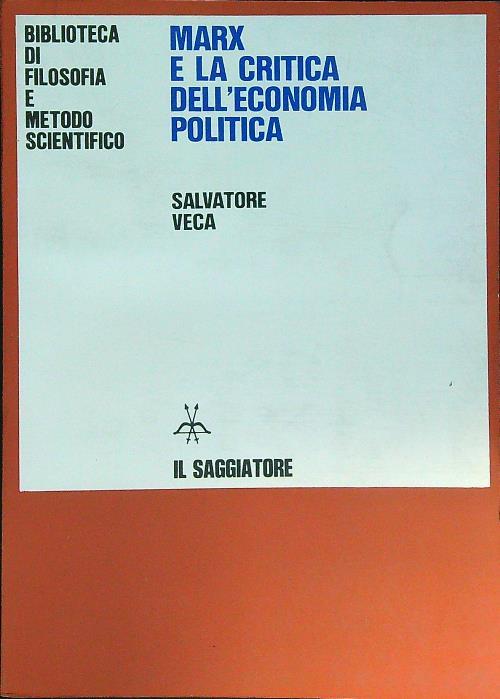 BIBLIOTECA
DI
FILOSOFIA
E
METODO
SCIENTIFICO
MARX
E LA CRITICA
DELL'ECONOMIA
POLITICA
SALVATORE
VECA
IL SAGGIATORE